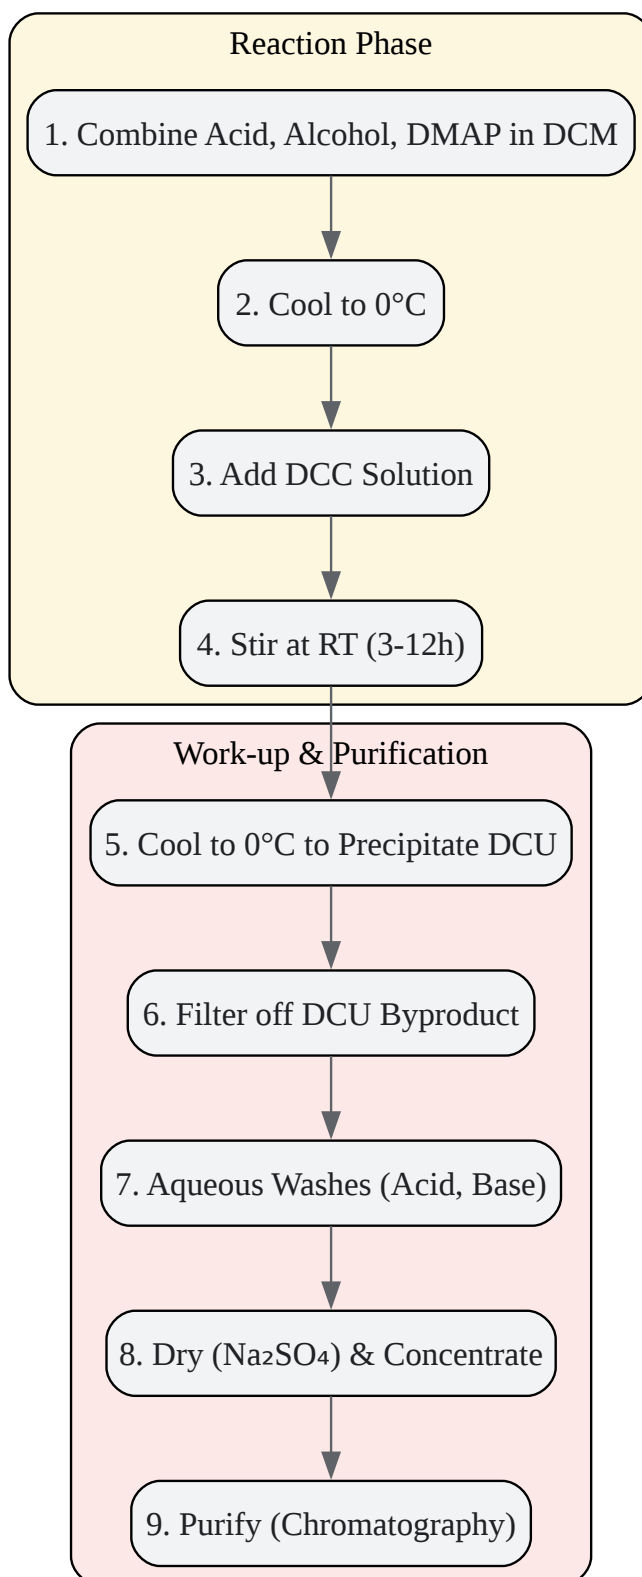 Reaction Phase
1. Combine Acid, Alcohol, DMAP in DCM
2. Cool to 0°C
3. Add DCC Solution
4. Stir at RT (3-12h)
Work-up & Purification
5. Cool to 0°C to Precipitate DCU
6. Filter off DCU Byproduct
7. Aqueous Washes (Acid, Base)
8. Dry (Na₂SO₄) & Concentrate
9. Purify (Chromatography)